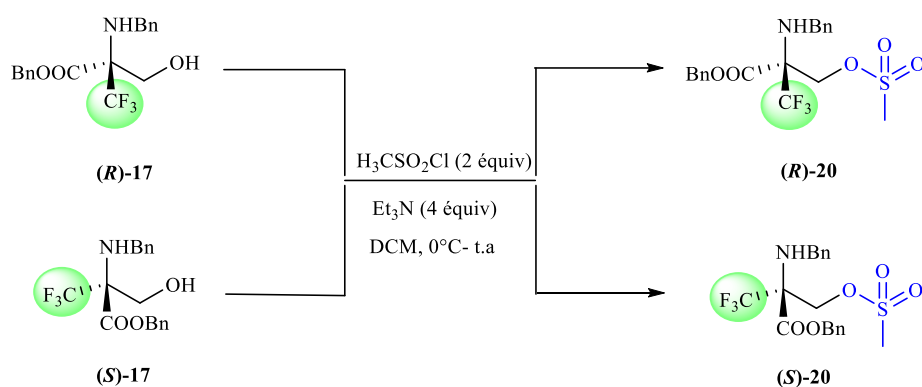 NHBn
BnOOC
OH
CF3
(R)-17
NHBn
BnOOC
O
O
S
O
CF3
(R)-20
H3CSO2Cl (2 équiv)
Et3N (4 équiv)
DCM, 0°C- t.a
NHBn
F3C
OH
COOBn
(S)-17
NHBn
F3C
O
O
S
O
COOBn
(S)-20